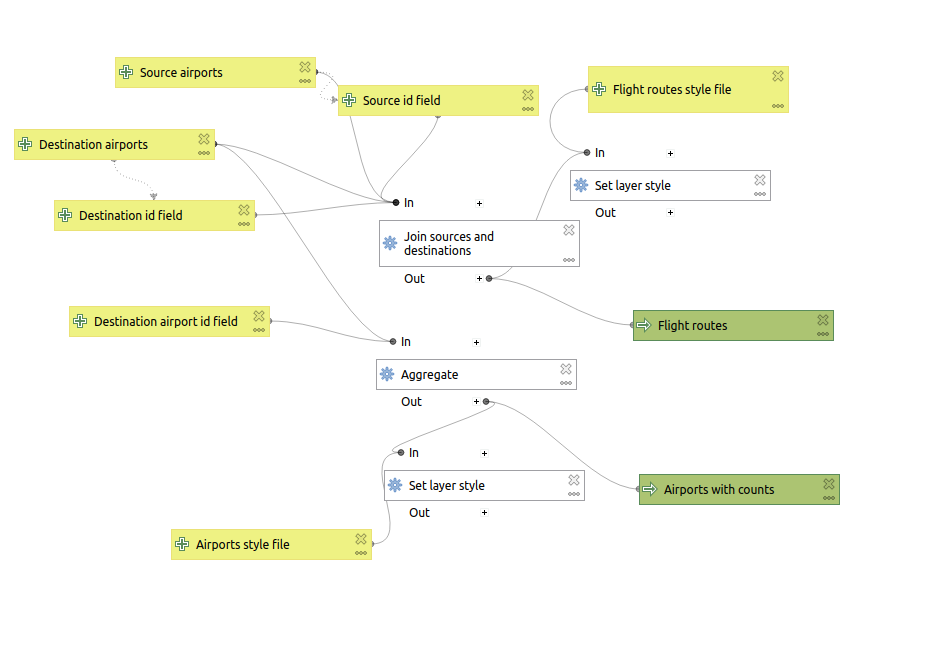 Source airports
Source id field
Flight routes style file
Destination airports
In
Set layer style
Out
Destination id field
In
Join sources and
destinations
Out
Destination airport id field
Flight routes
In
Aggregate
Out
In
Set layer style
Out
Airports with counts
Airports style file